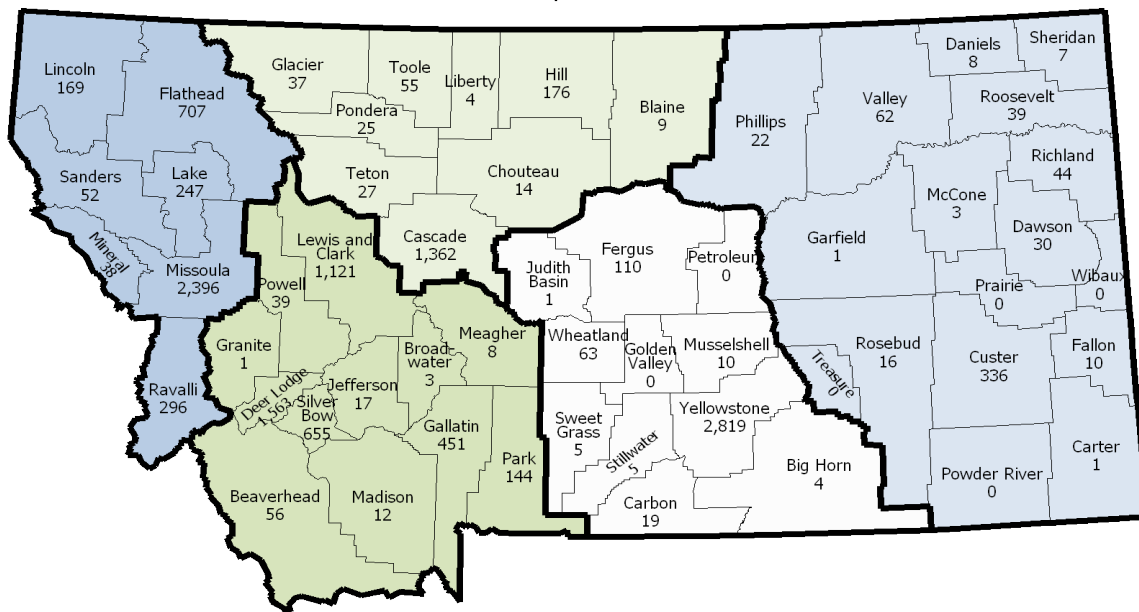 Lincoln
169
Flathead
707
Sanders
52
Lake
247
Mineral
38
Missoula
2,396
Ravalli
296
Glacier
37
Toole
55
Liberty
4
Hill
176
Blaine
9
Pondera
25
Teton
27
Chouteau
14
Cascade
1,362
Lewis and
Clark
1,121
Powell
39
Granite
1
Deer Lodge
1,563
Silver
Bow
655
Jefferson
17
Broad-
water
3
Meagher
8
Gallatin
451
Park
144
Beaverhead
56
Madison
12
Judith
Basin
1
Fergus
110
Petroleum
0
Wheatland
63
Golden
Valley
0
Musselshell
10
Sweet
Grass
5
Stillwater
5
Yellowstone
2,819
Carbon
19
Big Horn
4
Phillips
22
Valley
62
Daniels
8
Sheridan
7
Roosevelt
39
Richland
44
McCone
3
Dawson
30
Garfield
1
Prairie
0
Wibaux
0
Treasure
0
Rosebud
16
Custer
336
Fallon
10
Powder River
0
Carter
1